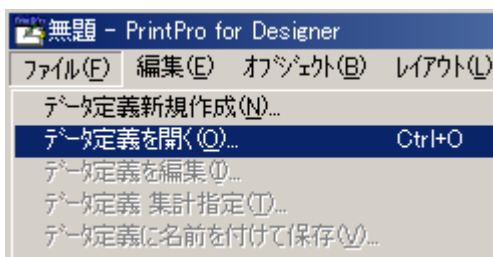 無題 - PrintPro for Designer
ﾌｧｲﾙ(F) 編集(E) ｵﾌﾞｼﾞｪｸﾄ(B) ﾚｲｱｳﾄ(L)
ﾃﾞｰﾀ定義新規作成(N)...
ﾃﾞｰﾀ定義を開く(O)... Ctrl+O
ﾃﾞｰﾀ定義を編集(I)...
ﾃﾞｰﾀ定義 集計指定(T)...
ﾃﾞｰﾀ定義に名前を付けて保存(V)...